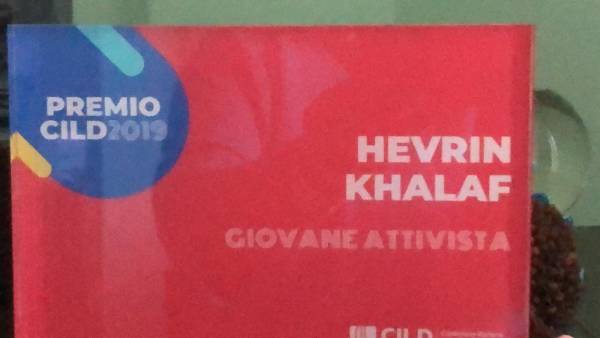 PREMIO
CILD2019
HEVRIN
KHALAF
GIOVANE ATTIVISTA
CILD